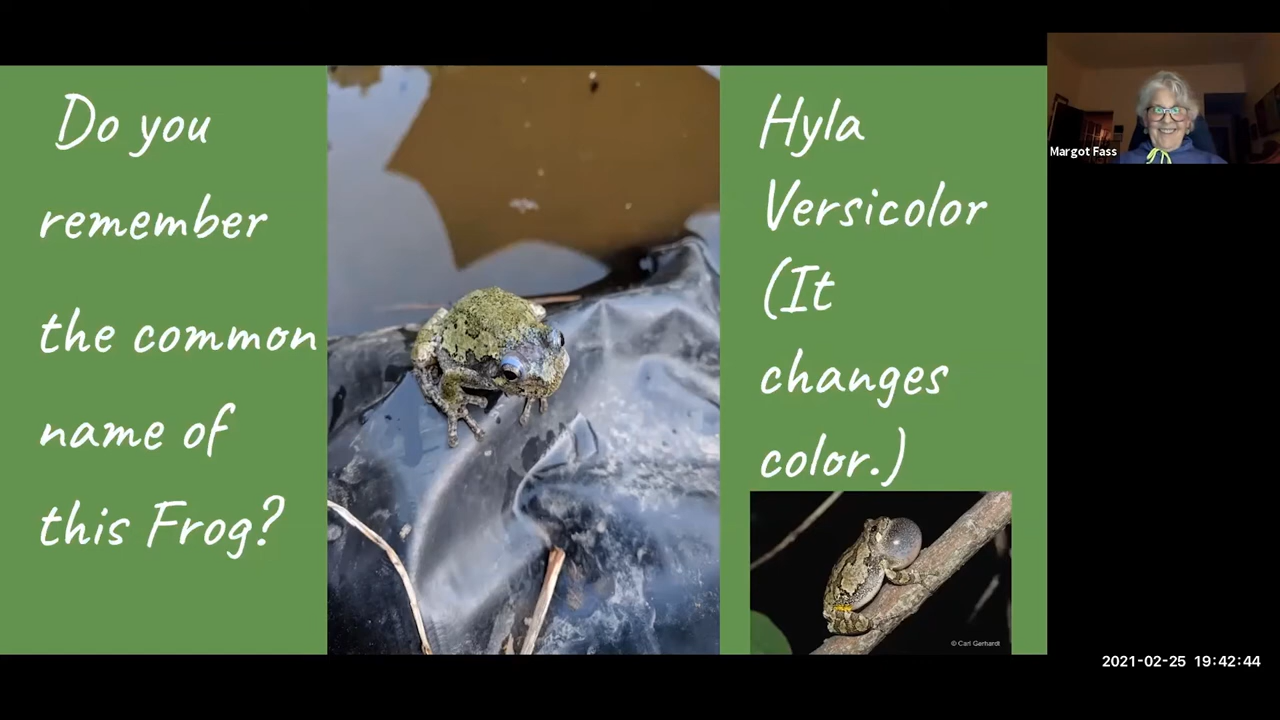 Do you
remember
the common
name of
this Frog?
Hyla
Versicolor
(It
changes
color.)
© Carl Gerhardt
Margot Fass
2021-02-25 19:42:44